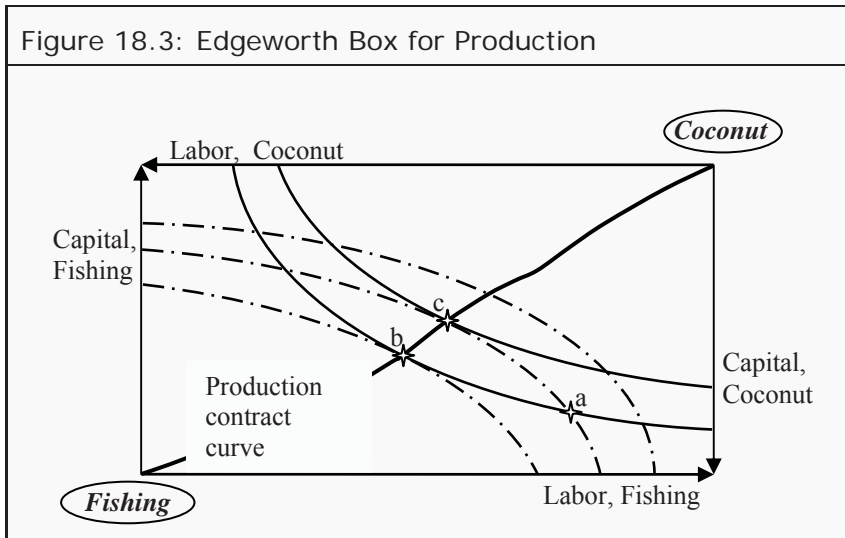 Figure 18.3: Edgeworth Box for Production
Coconut
Labor, Coconut
Capital,
Fishing
c
b
a
Capital,
Coconut
Production
contract
curve
Labor, Fishing
Fishing